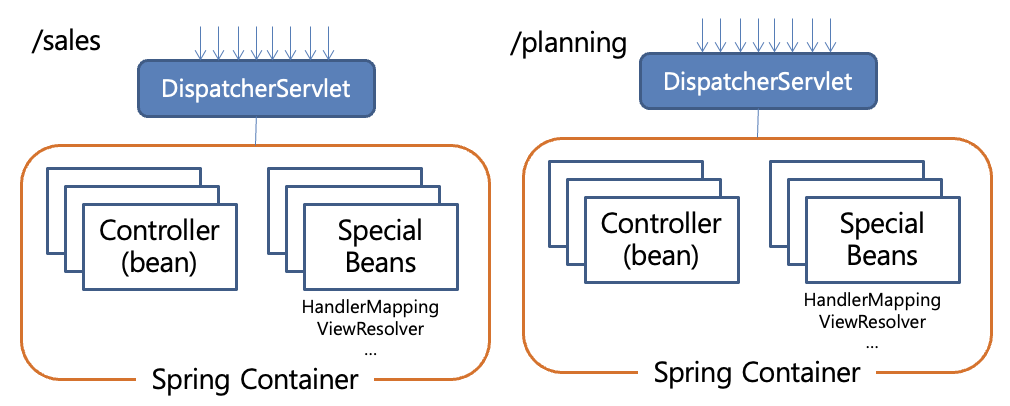 /sales
DispatcherServlet
Controller
(bean)
Special
Beans
HandlerMapping
ViewResolver
...
Spring Container
/planning
DispatcherServlet
Controller
(bean)
Special
Beans
HandlerMapping
ViewResolver
...
Spring Container